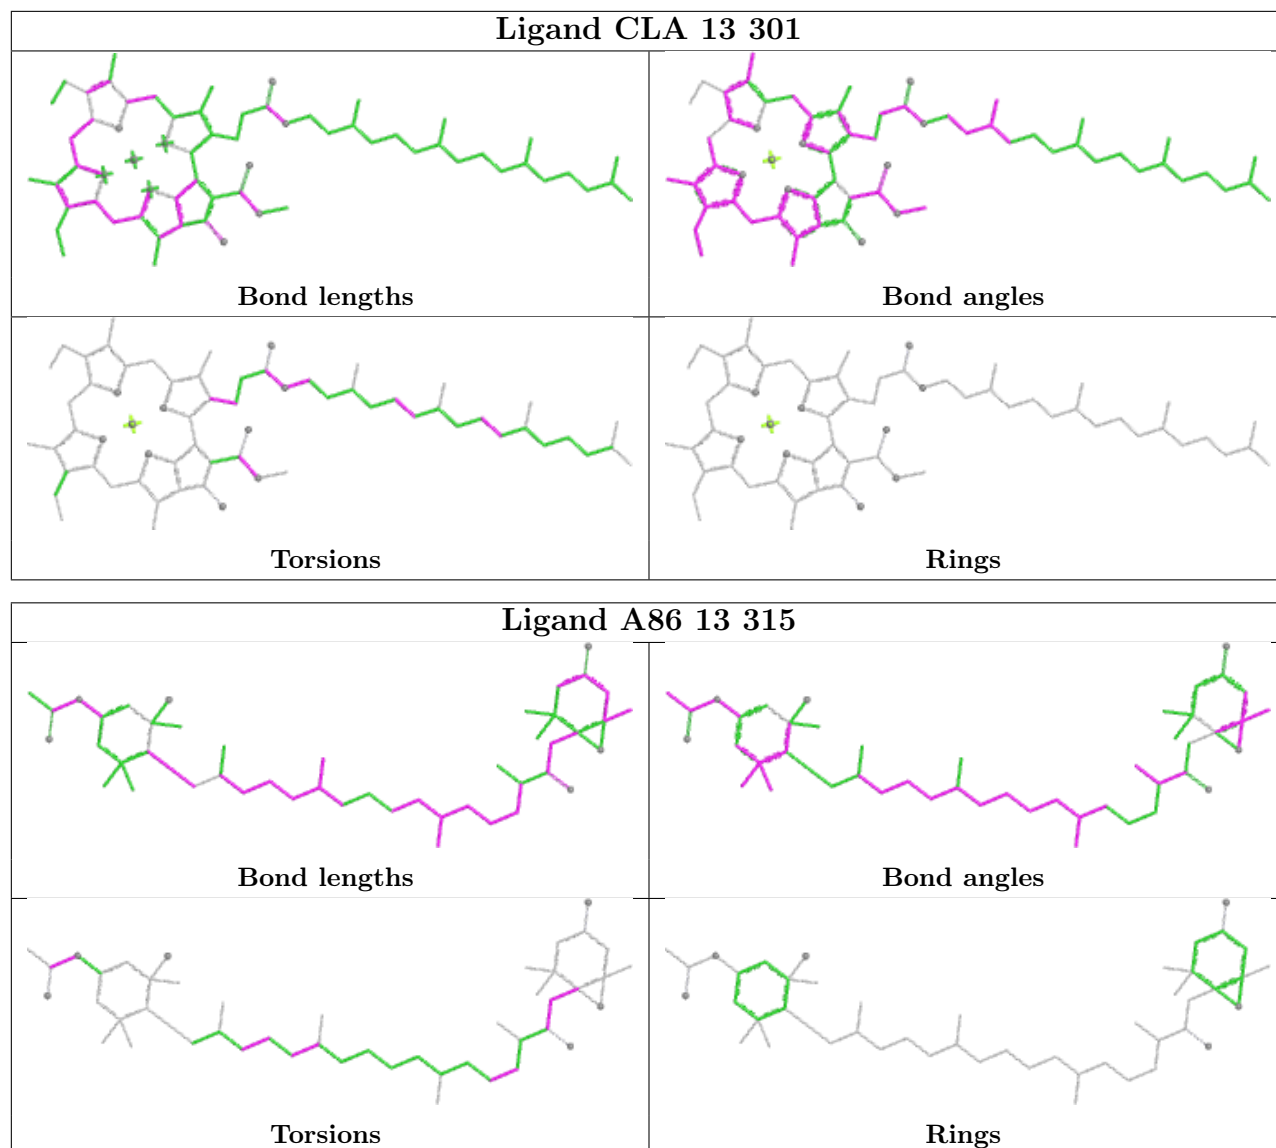 Ligand CLA 13 301
Bond lengths
Bond angles
Torsions
Rings
Ligand A86 13 315
Bond lengths
Bond angles
Torsions
Rings